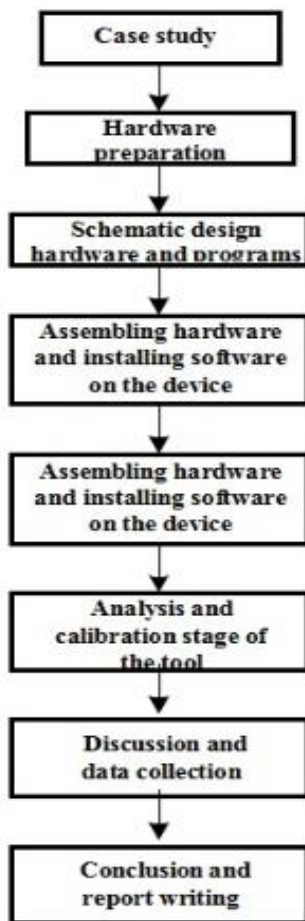 Case study
Hardware
preparation
Schematic design
hardware and programs
Assembling hardware
and installing software
on the device
Assembling hardware
and installing software
on the device
Analysis and
calibration stage of
the tool
Discussion and
data collection
Conclusion and
report writing